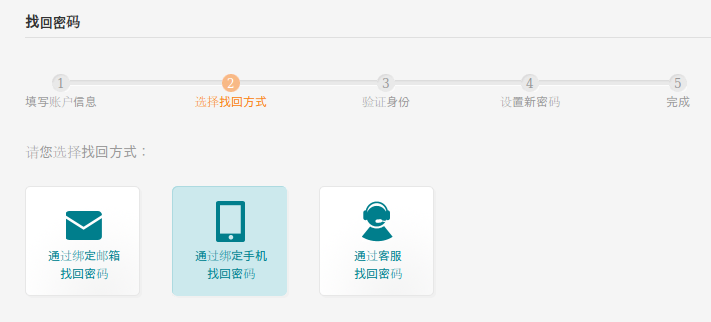 找回密码
1 2 3 4 5
填写账户信息 选择找回方式 验证身份 设置新密码 完成
请您选择找回方式：
通过绑定邮箱 通过绑定手机 通过客服
找回密码 找回密码 找回密码